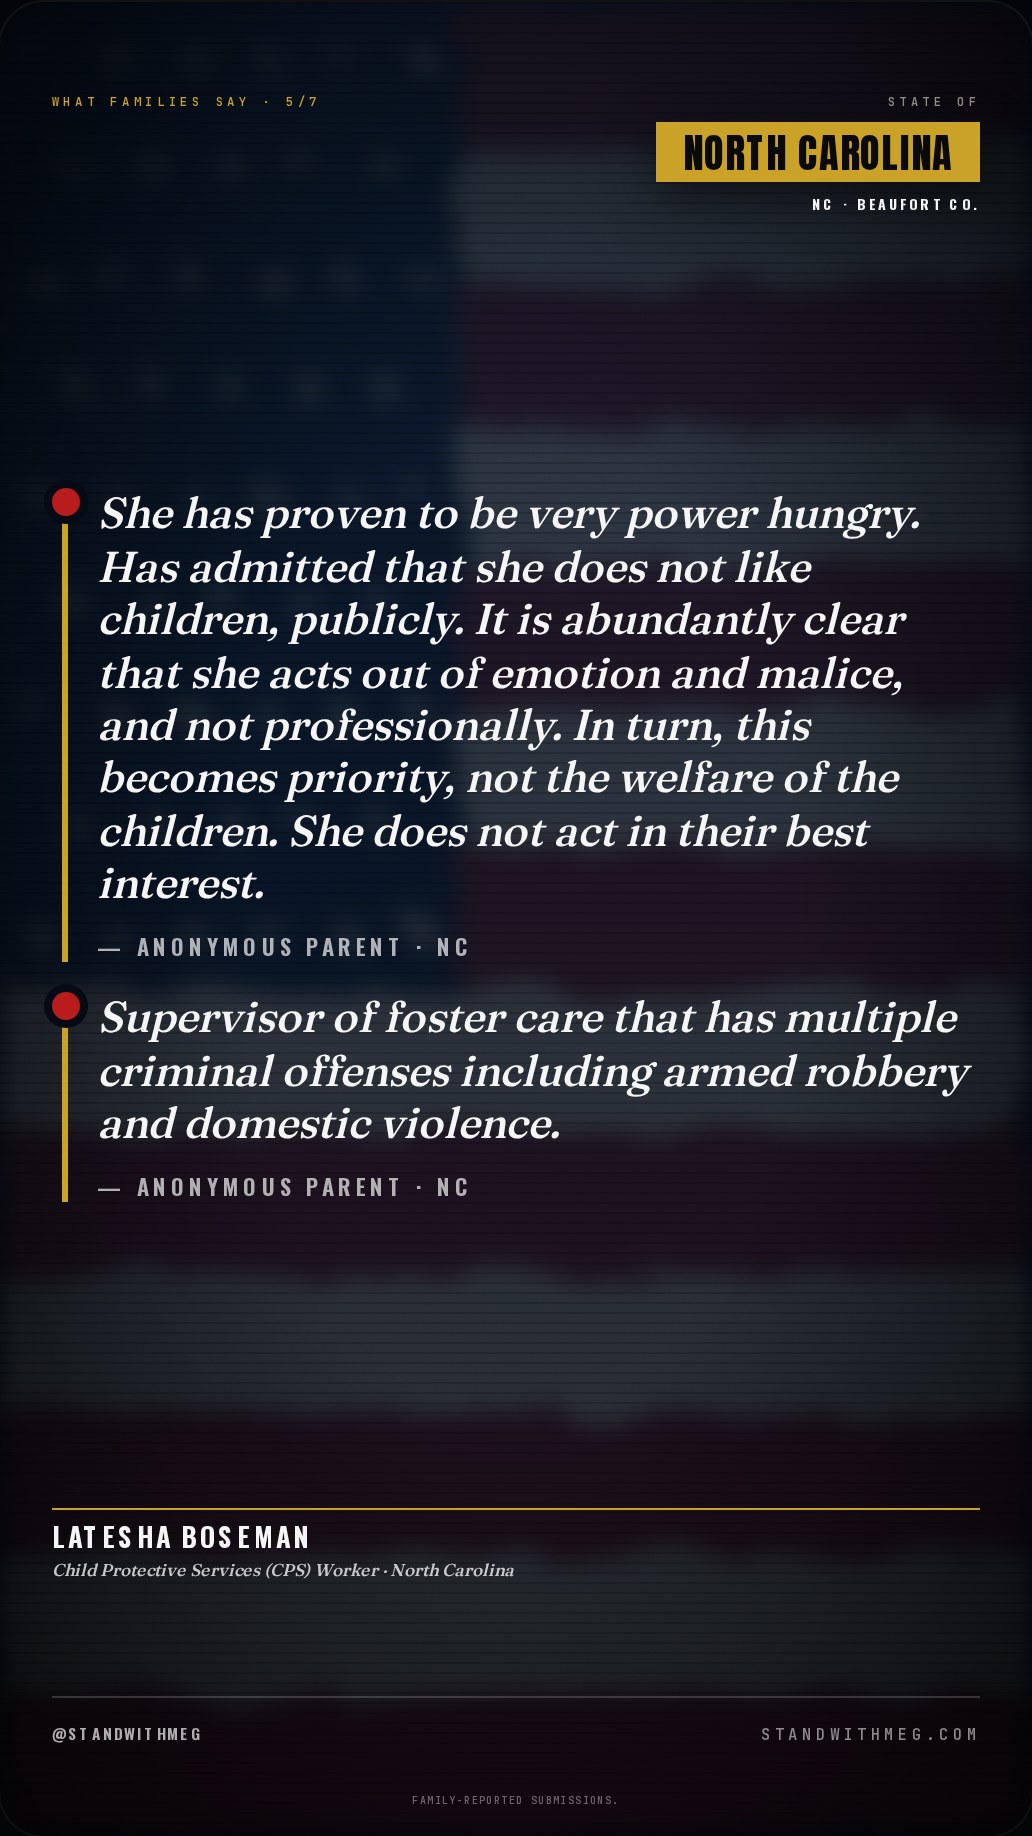 WHAT FAMILIES SAY · 5/7
STATE OF
NORTH CAROLINA
NC · BEAUFORT CO.
She has proven to be very power hungry.
Has admitted that she does not like
children, publicly. It is abundantly clear
that she acts out of emotion and malice,
and not professionally. In turn, this
becomes priority, not the welfare of the
children. She does not act in their best
interest.
— ANONYMOUS PARENT · NC
Supervisor of foster care that has multiple
criminal offenses including armed robbery
and domestic violence.
— ANONYMOUS PARENT · NC
LATESHA BOSEMAN
Child Protective Services (CPS) Worker · North Carolina
@STANDWITHMEG
STANDWITHMEG.COM
FAMILY-REPORTED SUBMISSIONS.